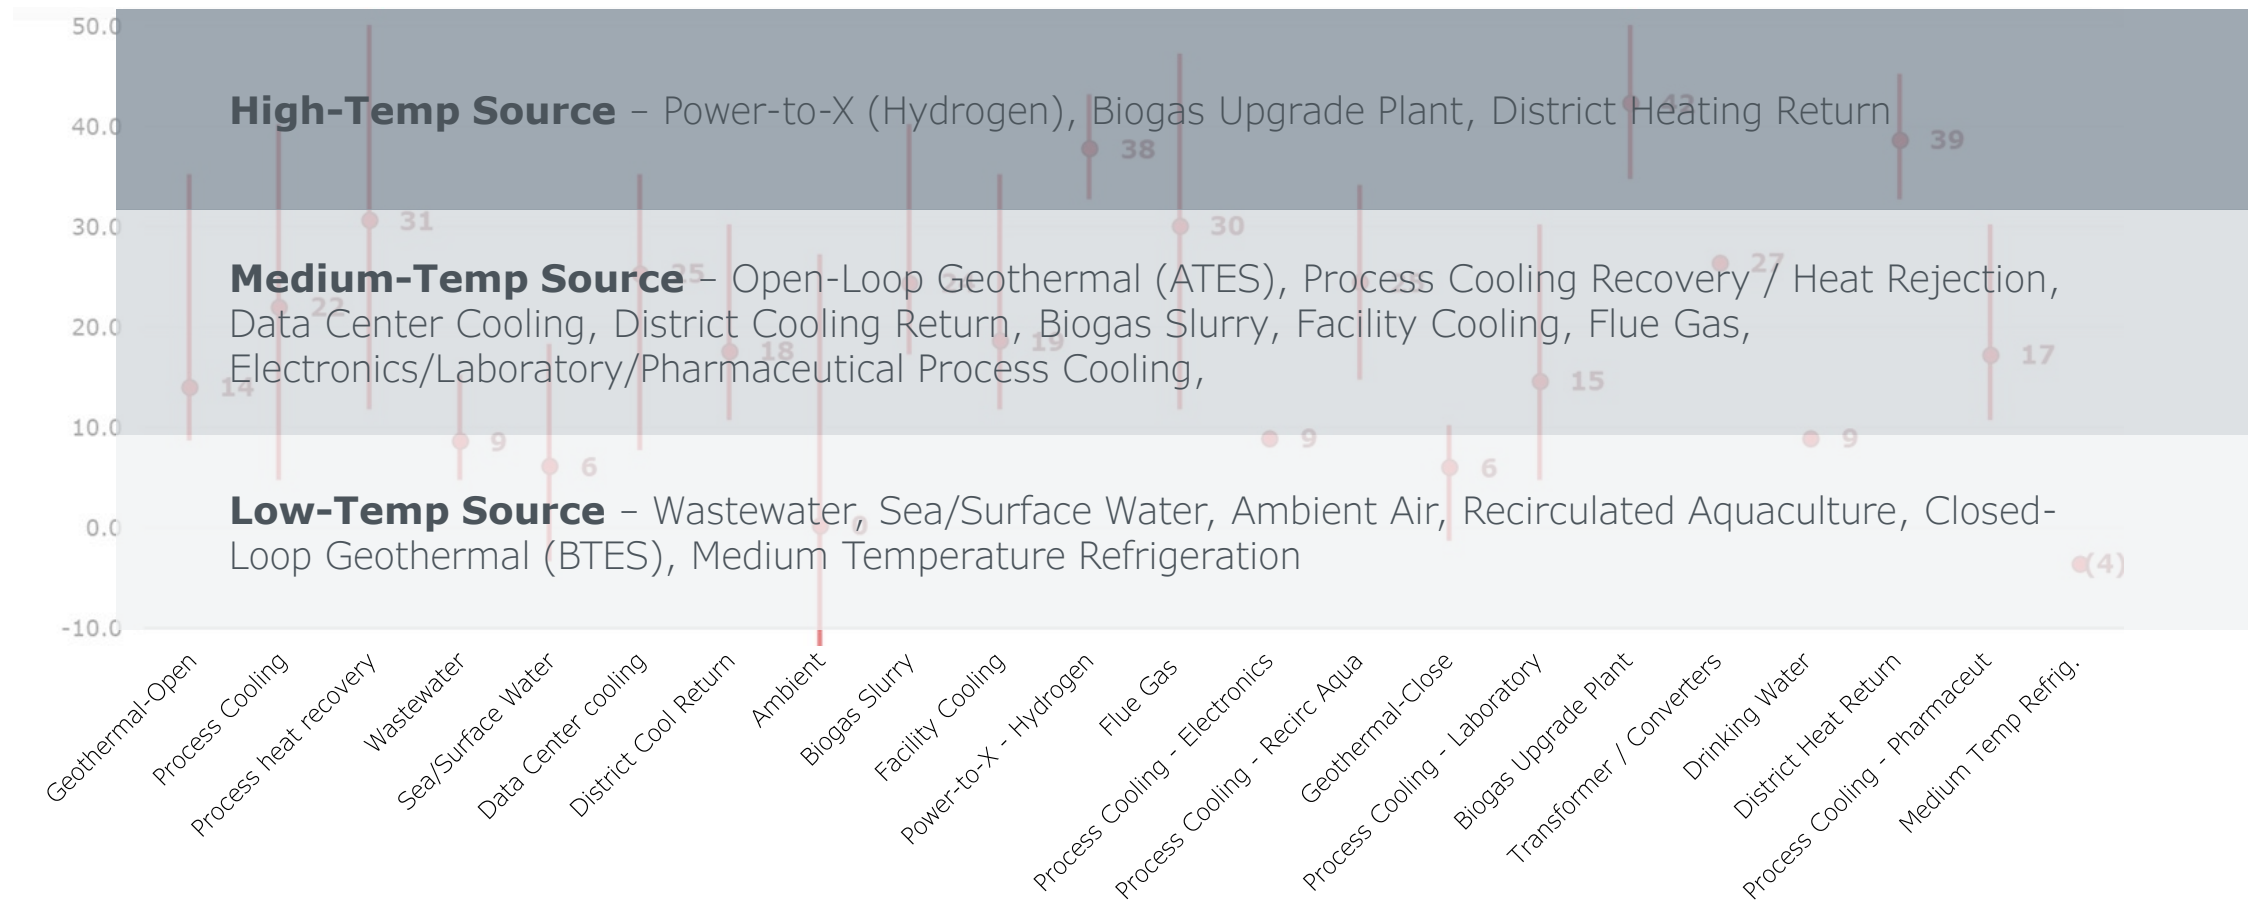 50.0
High-Temp Source – Power-to-X (Hydrogen), Biogas Upgrade Plant, District Heating Return
42
40.0
38
39
31
30.0
30
Medium-Temp Source – Open-Loop Geothermal (ATES), Process Cooling Recovery / Heat Rejection,
25
27
22
20.0
Data Center Cooling, District Cooling Return, Biogas Slurry, Facility Cooling, Flue Gas,
18
19
17
Electronics/Laboratory/Pharmaceutical Process Cooling,
14
15
10.0
9
9
9
6
6
Low-Temp Source – Wastewater, Sea/Surface Water, Ambient Air, Recirculated Aquaculture, Closed-
0.0
0
Loop Geothermal (BTES), Medium Temperature Refrigeration
(4)
-10.0
Geothermal-Open
Process Cooling
Process heat recovery
Wastewater
Sea/Surface Water
Data Center cooling
District Cool Return
Ambient
Biogas Slurry
Facility Cooling
Power-to-X - Hydrogen
Flue Gas
Process Cooling - Electronics
Process Cooling - Recirc Aqua
Geothermal-Close
Process Cooling - Laboratory
Biogas Upgrade Plant
Transformer / Converters
Drinking Water
District Heat Return
Process Cooling - Pharmaceut
Medium Temp Refrig.